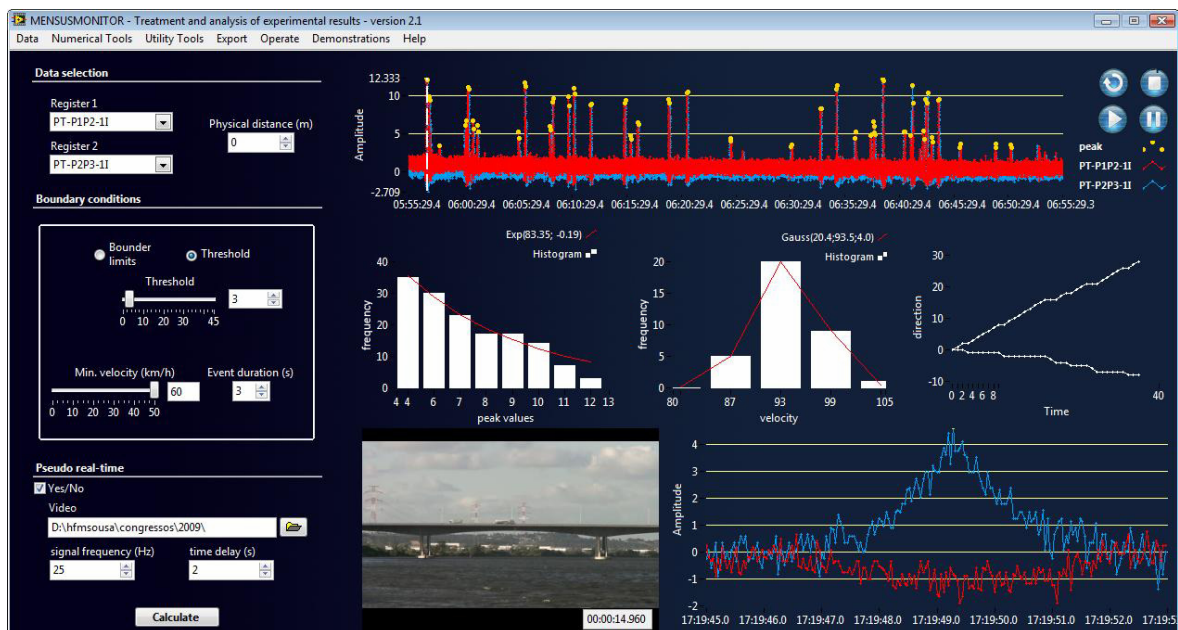 MENSUSMONITOR - Treatment and analysis of experimental results - version 2.1
Data Numerical Tools Utility Tools Export Operate Demonstrations Help
Data selection
Register 1
PT-P1P2-1I
Physical distance (m)
0
Register 2
PT-P2P3-1I
Boundary conditions
Bounder
limits
Threshold
Threshold
3
0 10 20 30 45
Min. velocity (km/h)
60
0 10 20 30 40 50
Event duration (s)
3
Pseudo real-time
Yes/No
Video
D:\hfmsousa\congressos\2009\
signal frequency (Hz)
25
time delay (s)
2
Calculate
12.333
10
5
0
-2.709
Amplitude
05:55:29.4 06:00:29.4 06:05:29.4 06:10:29.4 06:15:29.4 06:20:29.4 06:25:29.4 06:30:29.4 06:35:29.4 06:40:29.4 06:45:29.4 06:50:29.4 06:55:29.3
peak
PT-P1P2-1I
PT-P2P3-1I
Exp(83.35; -0.19)
Histogram
40
30
20
10
0
frequency
4 4 6 7 8 9 10 11 12 13
peak values
Gauss(20.4;93.5;4.0)
Histogram
20
15
10
5
0
frequency
80 87 93 99 105
velocity
30
20
10
0
-10
direction
0 2 4 6 8 40
Time
00:00:14.960
4
3
2
1
0
-1
-2
Amplitude
17:19:45.0 17:19:46.0 17:19:47.0 17:19:48.0 17:19:49.0 17:19:50.0 17:19:51.0 17:19:52.0